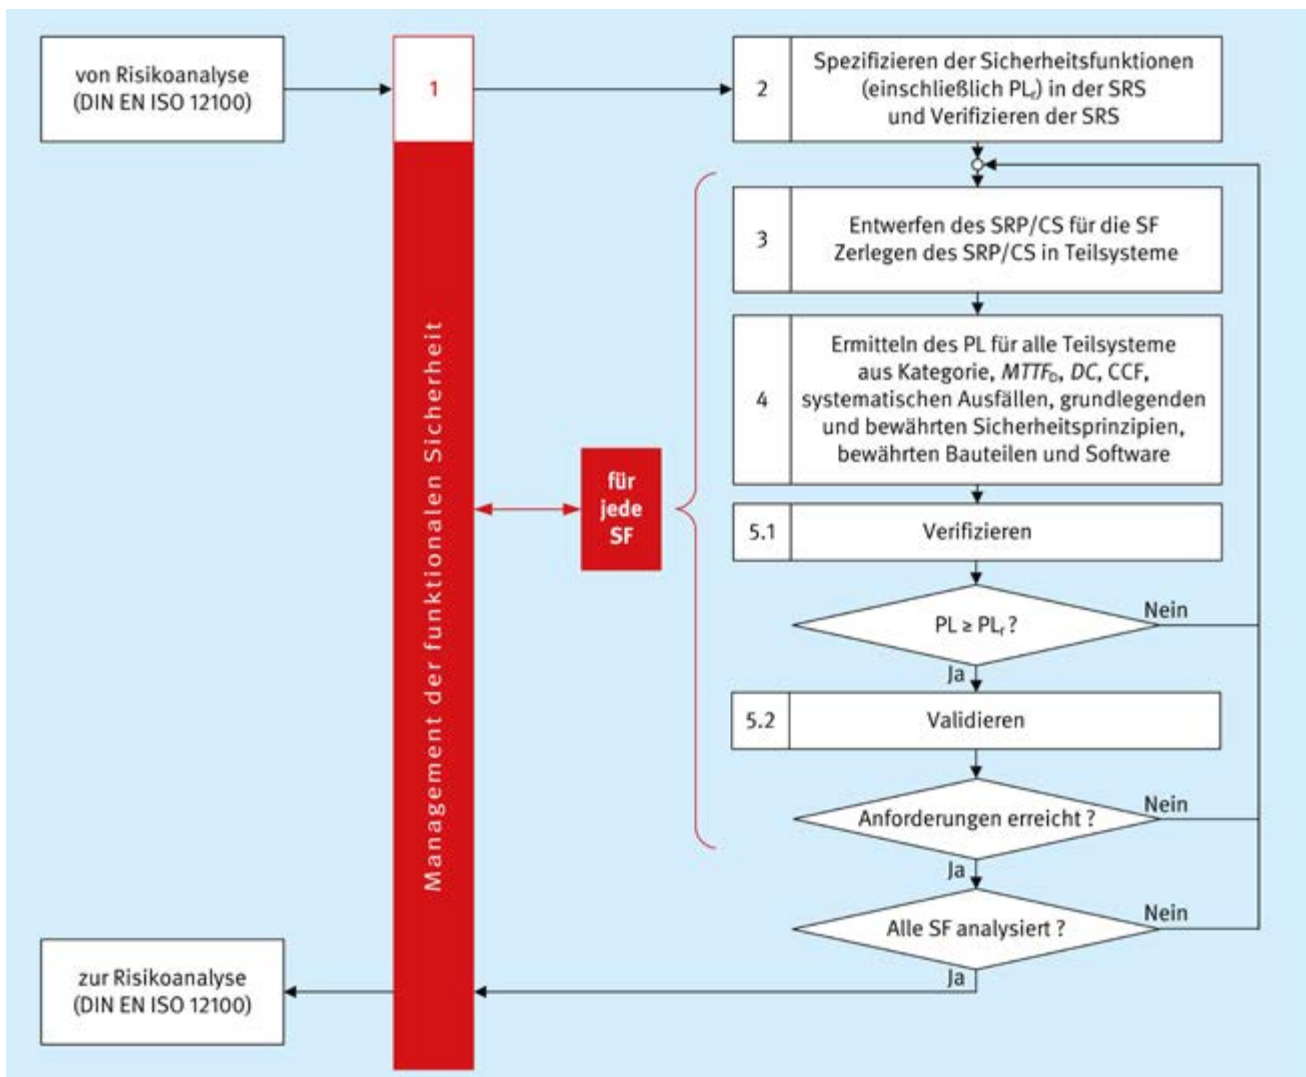 von Risikoanalyse
(DIN EN ISO 12100)
1
2
Spezifizieren der Sicherheitsfunktionen
(einschließlich PLr) in der SRS
und Verifizieren der SRS
3
Entwerfen des SRP/CS für die SF
Zerlegen des SRP/CS in Teilsysteme
4
Ermitteln des PL für alle Teilsysteme
aus Kategorie, MTTFD, DC, CCF,
systematischen Ausfällen, grundlegenden
und bewährten Sicherheitsprinzipien,
bewährten Bauteilen und Software
Management der funktionalen Sicherheit
für
jede
SF
5.1
Verifizieren
PL ≥ PLr ?
Nein
Ja
5.2
Validieren
Anforderungen erreicht ?
Nein
Ja
Alle SF analysiert ?
Nein
Ja
zur Risikoanalyse
(DIN EN ISO 12100)